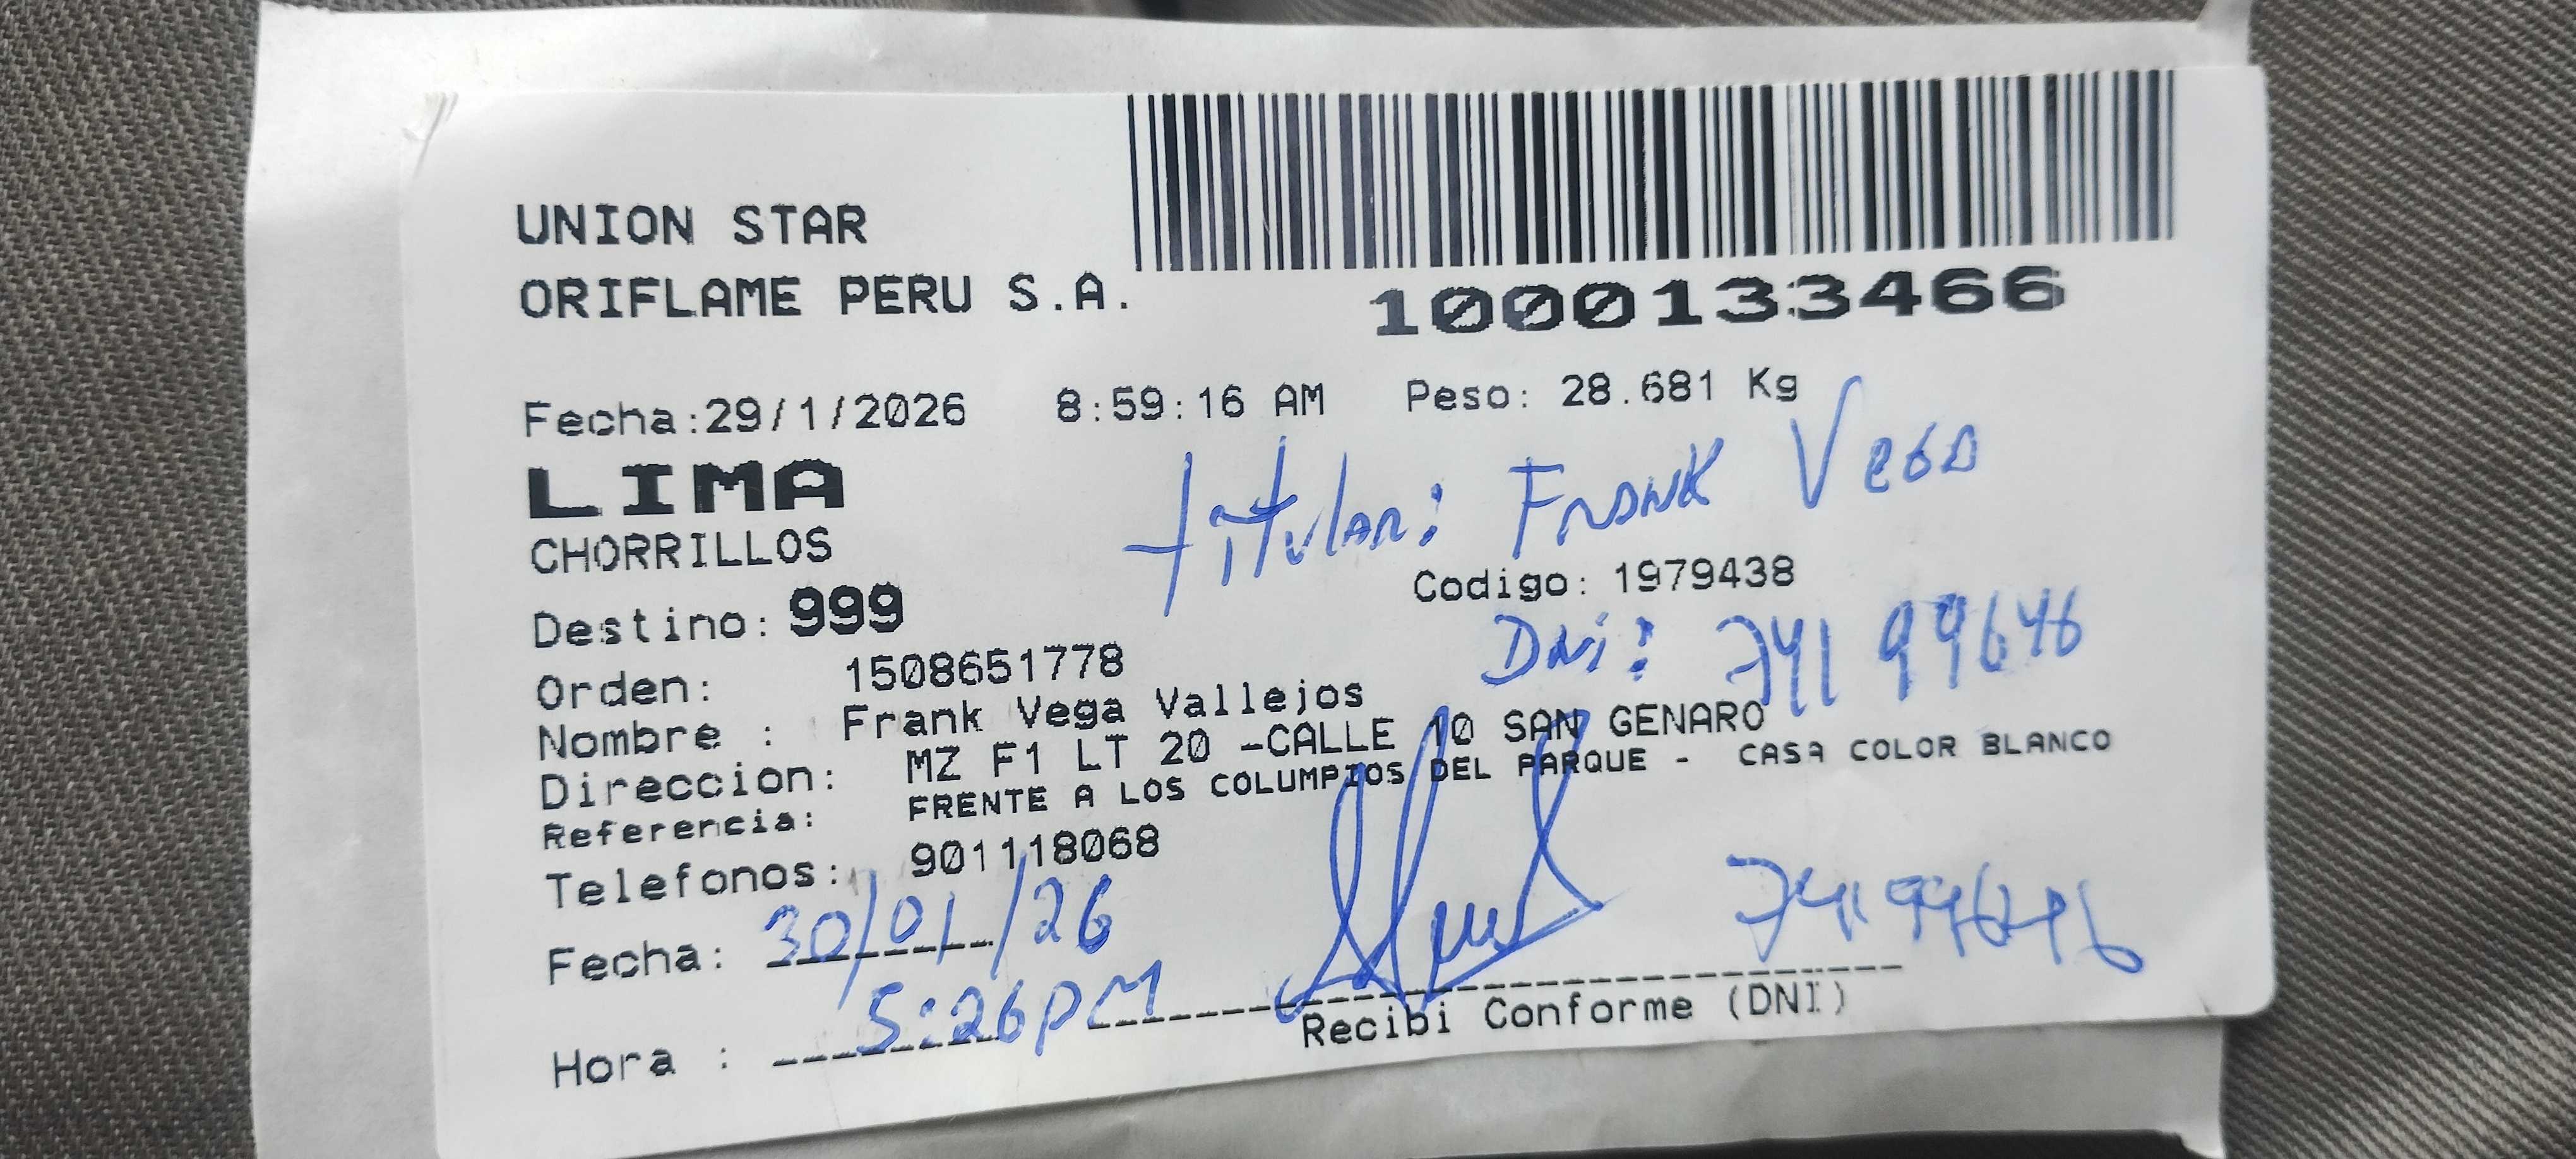 UNION STAR
ORIFLAME PERU S.A.
1000133466
Fecha:29/1/2026 8:59:16 AM Peso: 28.681 Kg
LIMA
titular: FRANK VEGA
CHORRILLOS
Codigo: 1979438
Destino: 999
DNi: 74199646
Orden: 1508651778
Nombre : Frank Vega Vallejos
Direccion: MZ F1 LT 20 -CALLE 10 SAN GENARO
Referencia: FRENTE A LOS COLUMPIOS DEL PARQUE - CASA COLOR BLANCO
Telefonos: 901118068
Fecha: 30/01/26
74199646
Hora : 5:26PM
Recibi Conforme (DNI)